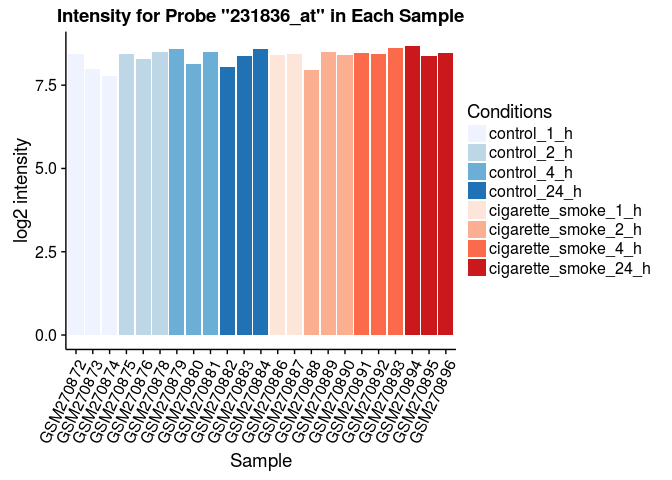 Intensity for Probe "231836_at" in Each Sample
log2 intensity
7.5
5.0
2.5
0.0
GSM270872
GSM270873
GSM270874
GSM270875
GSM270876
GSM270878
GSM270879
GSM270880
GSM270881
GSM270882
GSM270883
GSM270884
GSM270886
GSM270887
GSM270888
GSM270889
GSM270890
GSM270891
GSM270892
GSM270893
GSM270894
GSM270895
GSM270896
Sample
Conditions
control_1_h
control_2_h
control_4_h
control_24_h
cigarette_smoke_1_h
cigarette_smoke_2_h
cigarette_smoke_4_h
cigarette_smoke_24_h